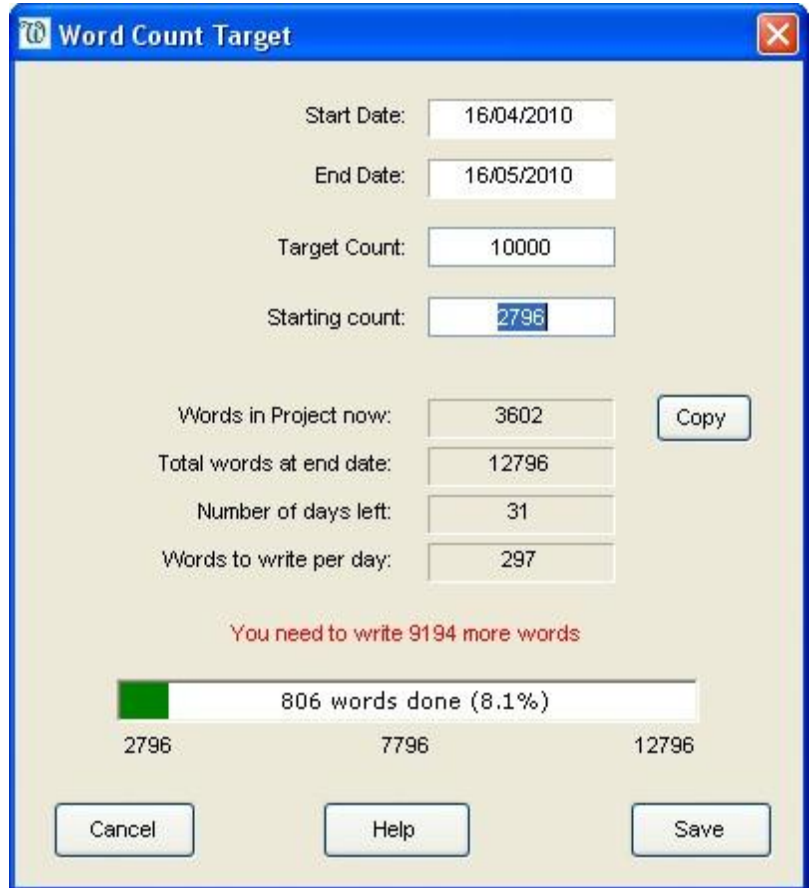 Word Count Target
Start Date: 16/04/2010
End Date: 16/05/2010
Target Count: 10000
Starting count: 2796
Words in Project now: 3602 Copy
Total words at end date: 12796
Number of days left: 31
Words to write per day: 297
You need to write 9194 more words
806 words done (8.1%)
2796 7796 12796
Cancel Help Save